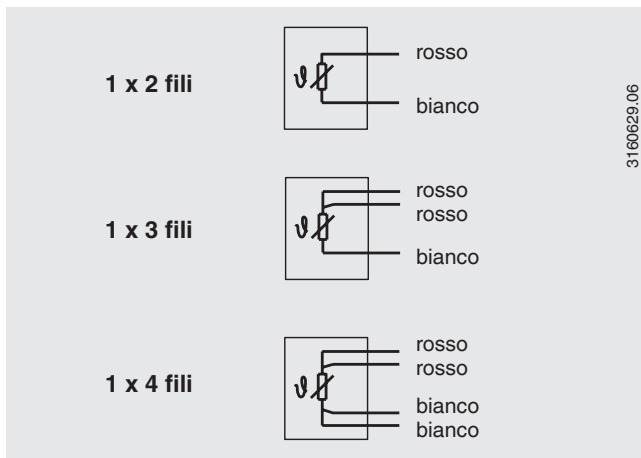 1 x 2 fili
rosso
bianco
1 x 3 fili
rosso
rosso
bianco
1 x 4 fili
rosso
rosso
bianco
bianco
3160629.06
ϑ
ϑ
ϑ